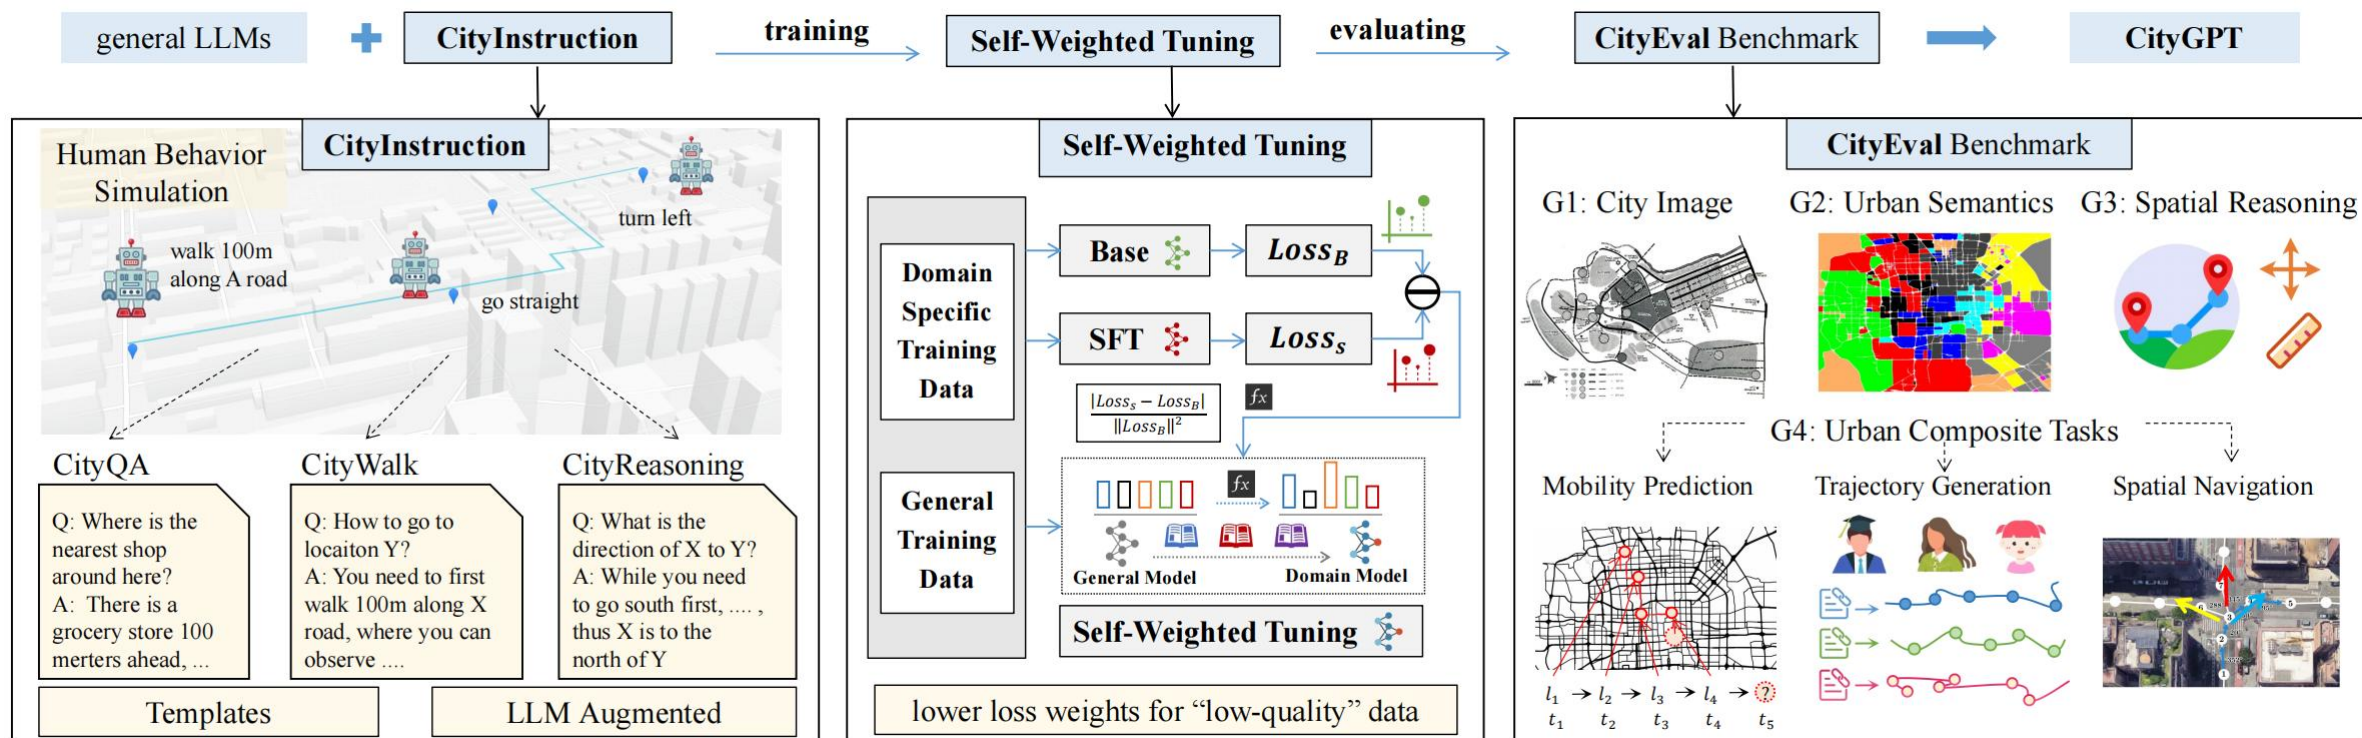 general LLMs
CityInstruction
training
Self-Weighted Tuning
evaluating
CityEval Benchmark
CityGPT
CityInstruction
Human Behavior
Simulation
turn left
walk 100m
along A road
go straight
CityQA
CityWalk
CityReasoning
Q: Where is the
nearest shop
around here?
A: There is a
grocery store 100
merters ahead, ...
Q: How to go to
locaiton Y?
A: You need to first
walk 100m along X
road, where you can
observe ....
Q: What is the
direction of X to Y?
A: While you need
to go south first, .... ,
thus X is to the
north of Y
Templates
LLM Augmented
Self-Weighted Tuning
Domain
Specific
Training
Data
General
Training
Data
Base
Loss_B
SFT
Loss_s
|Loss_s − Loss_B|
‖Loss_B‖²
fx
fx
General Model
Domain Model
Self-Weighted Tuning
lower loss weights for “low-quality” data
CityEval Benchmark
G1: City Image
G2: Urban Semantics
G3: Spatial Reasoning
G4: Urban Composite Tasks
Mobility Prediction
Trajectory Generation
Spatial Navigation
l₁ → l₂ → l₃ → l₄ → ?
t₁ t₂ t₃ t₄ t₅
7
6
5
3
2
1